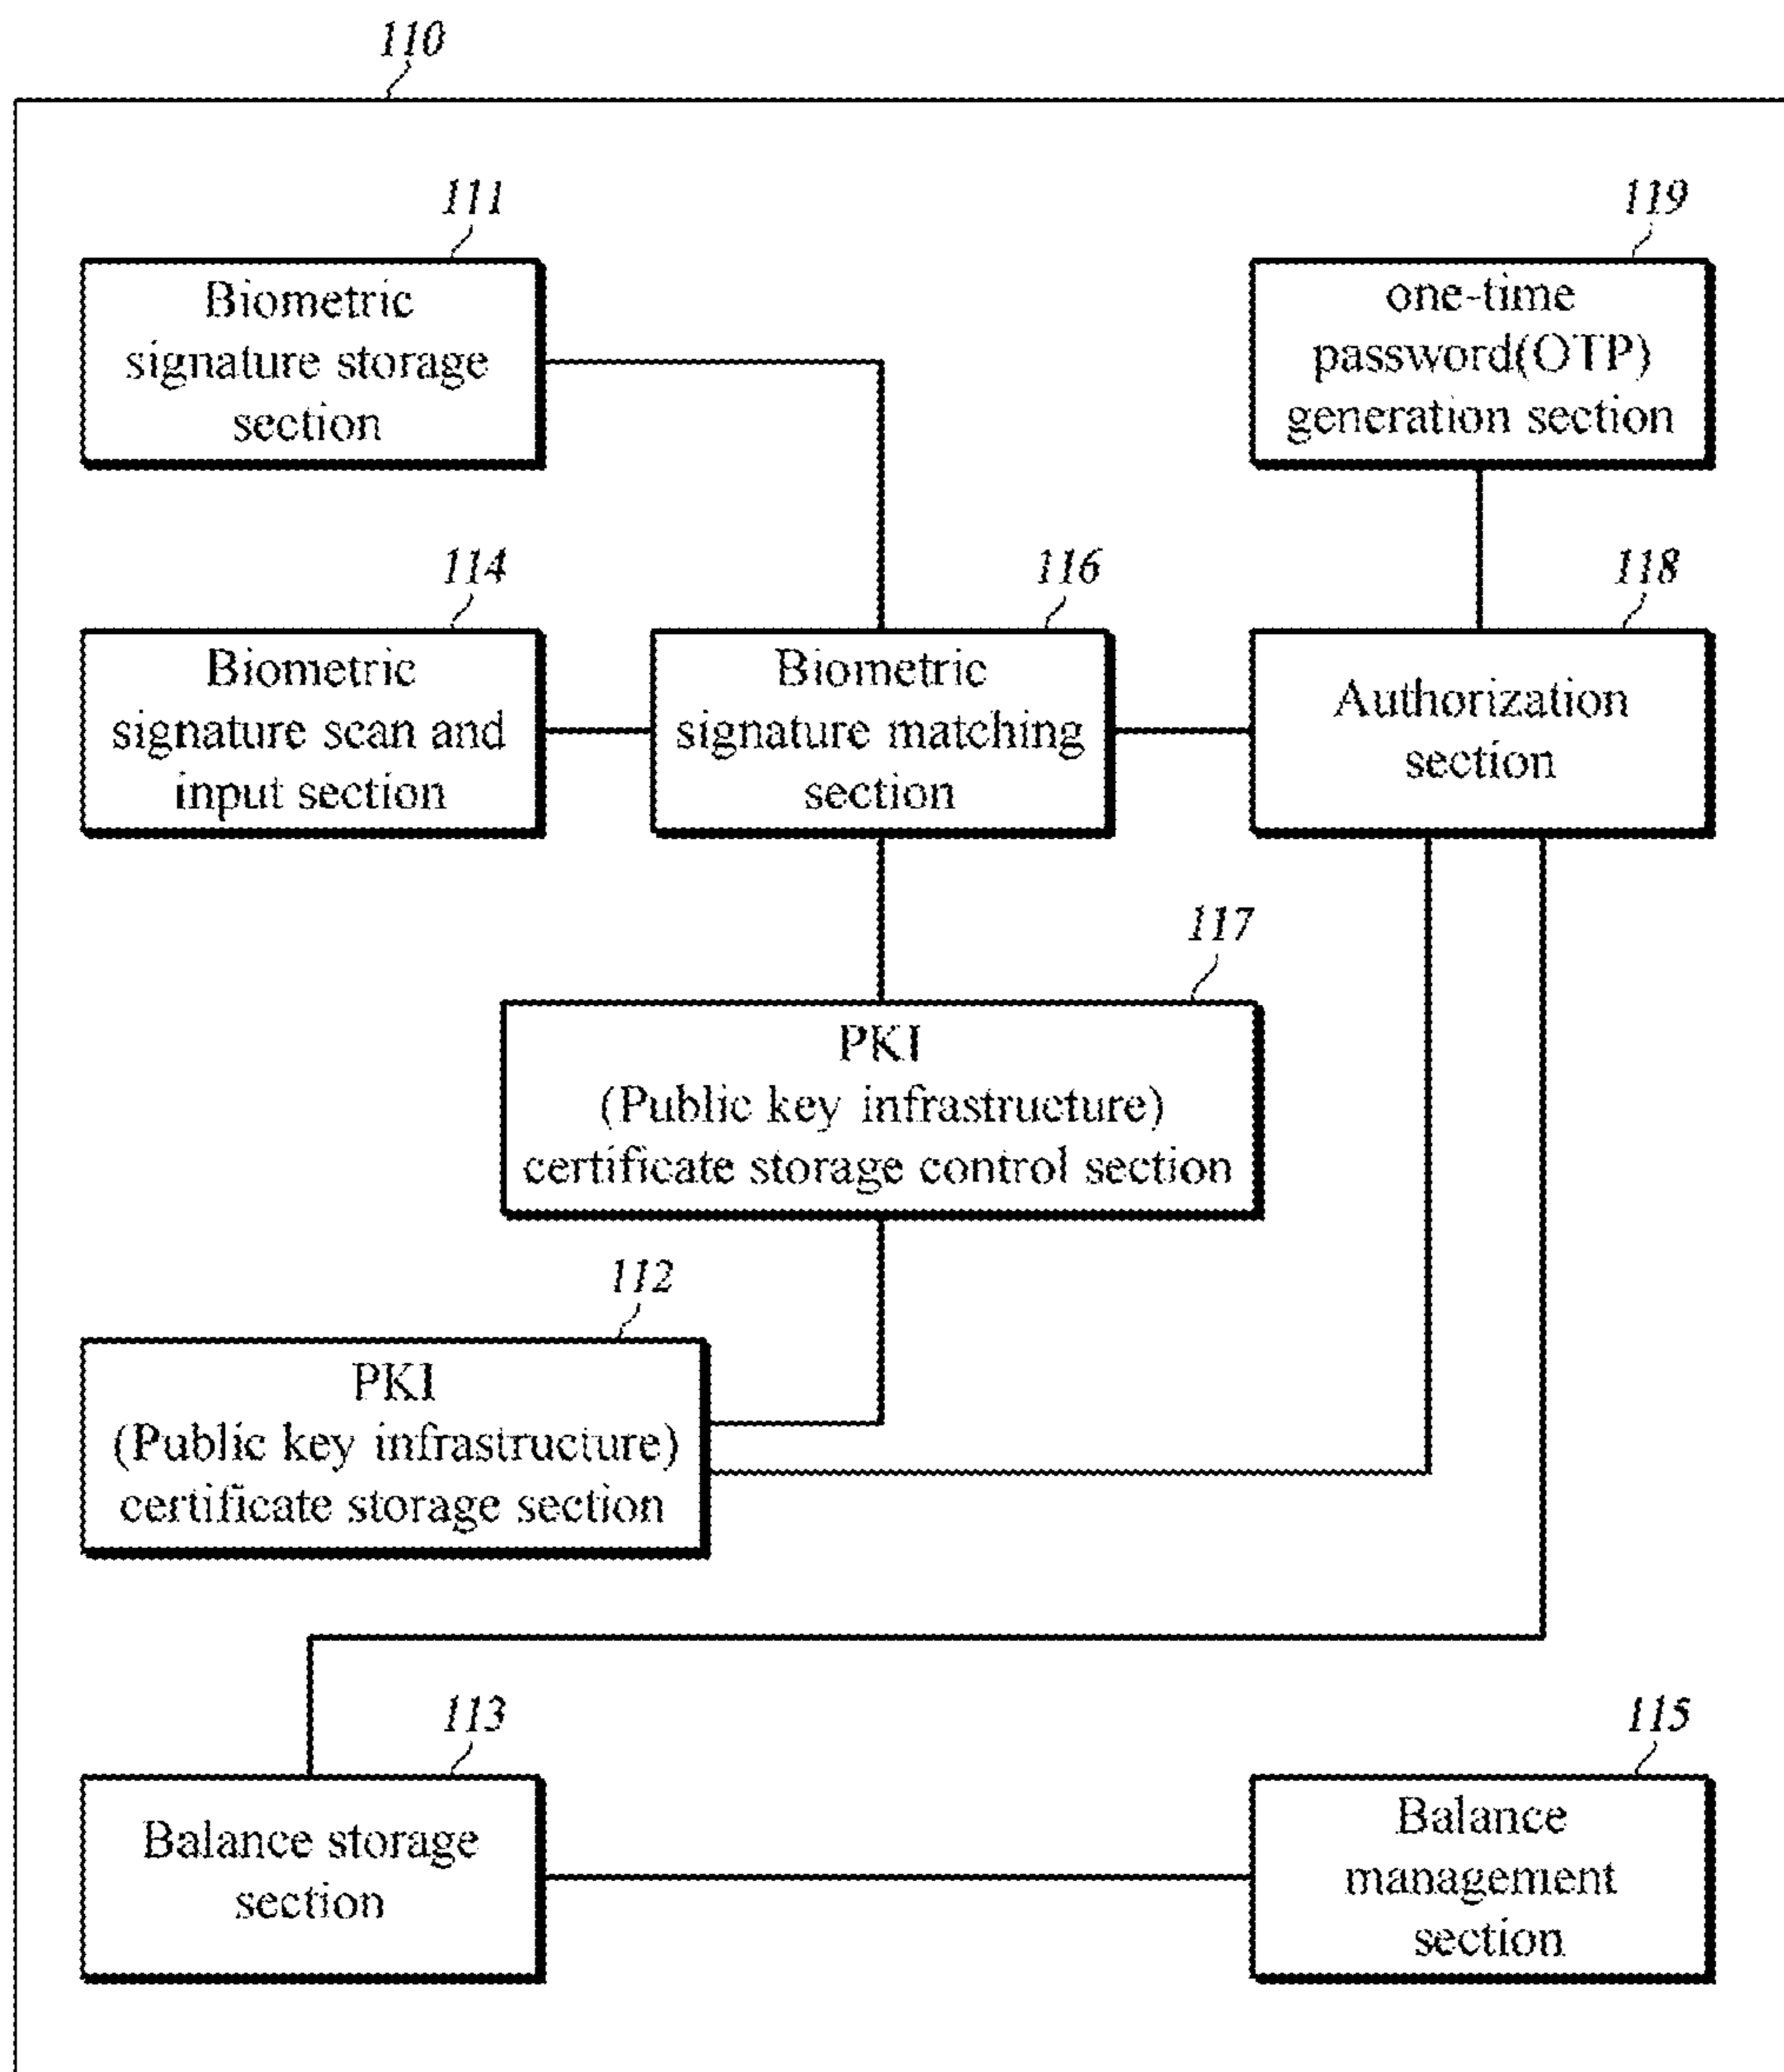 110
111
Biometric
signature storage
section
119
one-time
password(OTP)
generation section
114
Biometric
signature scan and
input section
116
Biometric
signature matching
section
118
Authorization
section
117
PKI
(Public key infrastructure)
certificate storage control section
112
PKI
(Public key infrastructure)
certificate storage section
113
Balance storage
section
115
Balance
management
section